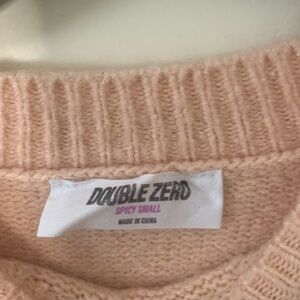 DOUBLE ZERO
SPICY SMALL
MADE IN CHINA